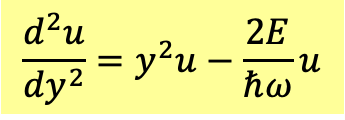 d²u/dy² = y²u − 2E/ħω u